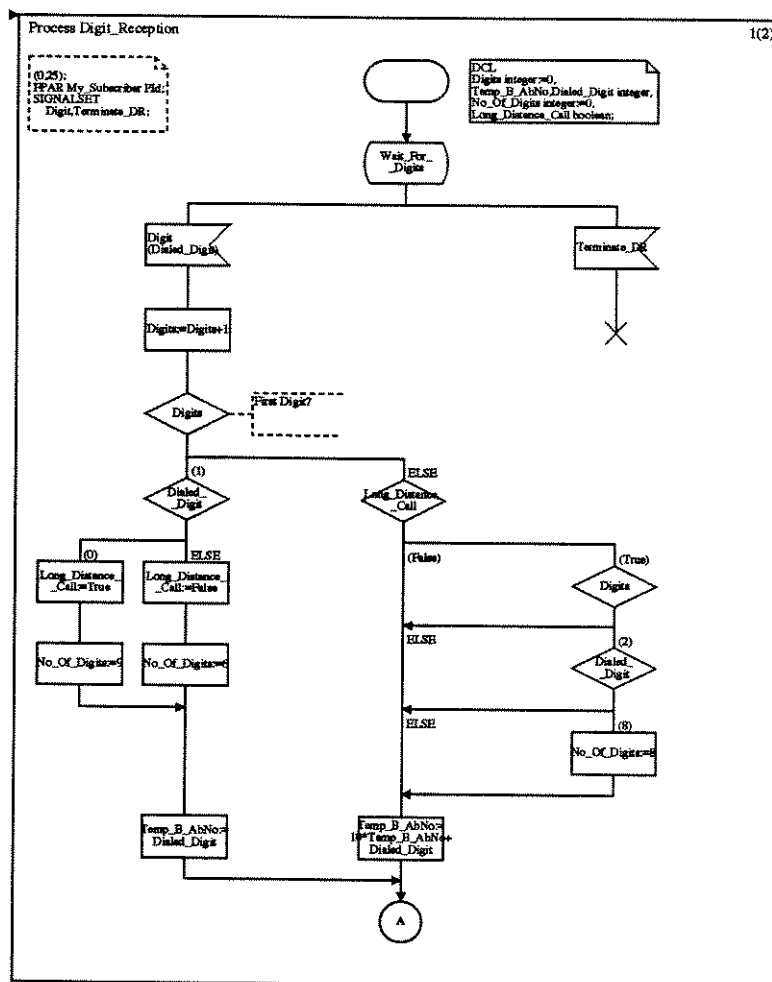 Process Digit_Reception
1(2)
(0,25);
FPAR My_Subscriber PId;
SIGNALSET
Digit,Terminate_DR;
DCL
Digits integer:=0,
Temp_B_AbNo,Dialed_Digit integer,
No_Of_Digits integer:=0,
Long_Distance_Call boolean;
Wait_For_
_Digits
Digit
(Dialed_Digit)
Terminate_DR
Digits:=Digits+1
Digits
First Digit?
(1)
ELSE
Dialed_
_Digit
Long_Distance_
_Call
(0)
ELSE
(False)
(True)
Long_Distance_
_Call:=True
Long_Distance_
_Call:=False
Digits
ELSE
(2)
No_Of_Digits:=9
No_Of_Digits:=6
Dialed_
_Digit
ELSE
(8)
No_Of_Digits:=8
Temp_B_AbNo:=
Dialed_Digit
Temp_B_AbNo:=
10*Temp_B_AbNo+
Dialed_Digit
A